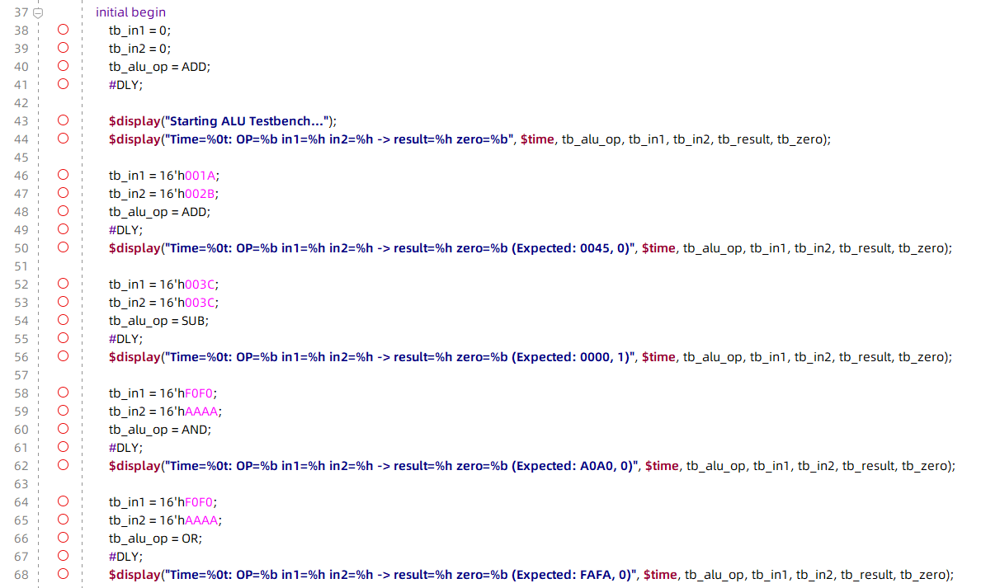 37 initial begin
38 tb_in1 = 0;
39 tb_in2 = 0;
40 tb_alu_op = ADD;
41 #DLY;
42
43 $display("Starting ALU Testbench...");
44 $display("Time=%0t: OP=%b in1=%h in2=%h -> result=%h zero=%b", $time, tb_alu_op, tb_in1, tb_in2, tb_result, tb_zero);
45
46 tb_in1 = 16'h001A;
47 tb_in2 = 16'h002B;
48 tb_alu_op = ADD;
49 #DLY;
50 $display("Time=%0t: OP=%b in1=%h in2=%h -> result=%h zero=%b (Expected: 0045, 0)", $time, tb_alu_op, tb_in1, tb_in2, tb_result, tb_zero);
51
52 tb_in1 = 16'h003C;
53 tb_in2 = 16'h003C;
54 tb_alu_op = SUB;
55 #DLY;
56 $display("Time=%0t: OP=%b in1=%h in2=%h -> result=%h zero=%b (Expected: 0000, 1)", $time, tb_alu_op, tb_in1, tb_in2, tb_result, tb_zero);
57
58 tb_in1 = 16'hF0F0;
59 tb_in2 = 16'hAAAA;
60 tb_alu_op = AND;
61 #DLY;
62 $display("Time=%0t: OP=%b in1=%h in2=%h -> result=%h zero=%b (Expected: A0A0, 0)", $time, tb_alu_op, tb_in1, tb_in2, tb_result, tb_zero);
63
64 tb_in1 = 16'hF0F0;
65 tb_in2 = 16'hAAAA;
66 tb_alu_op = OR;
67 #DLY;
68 $display("Time=%0t: OP=%b in1=%h in2=%h -> result=%h zero=%b (Expected: FAFA, 0)", $time, tb_alu_op, tb_in1, tb_in2, tb_result, tb_zero);